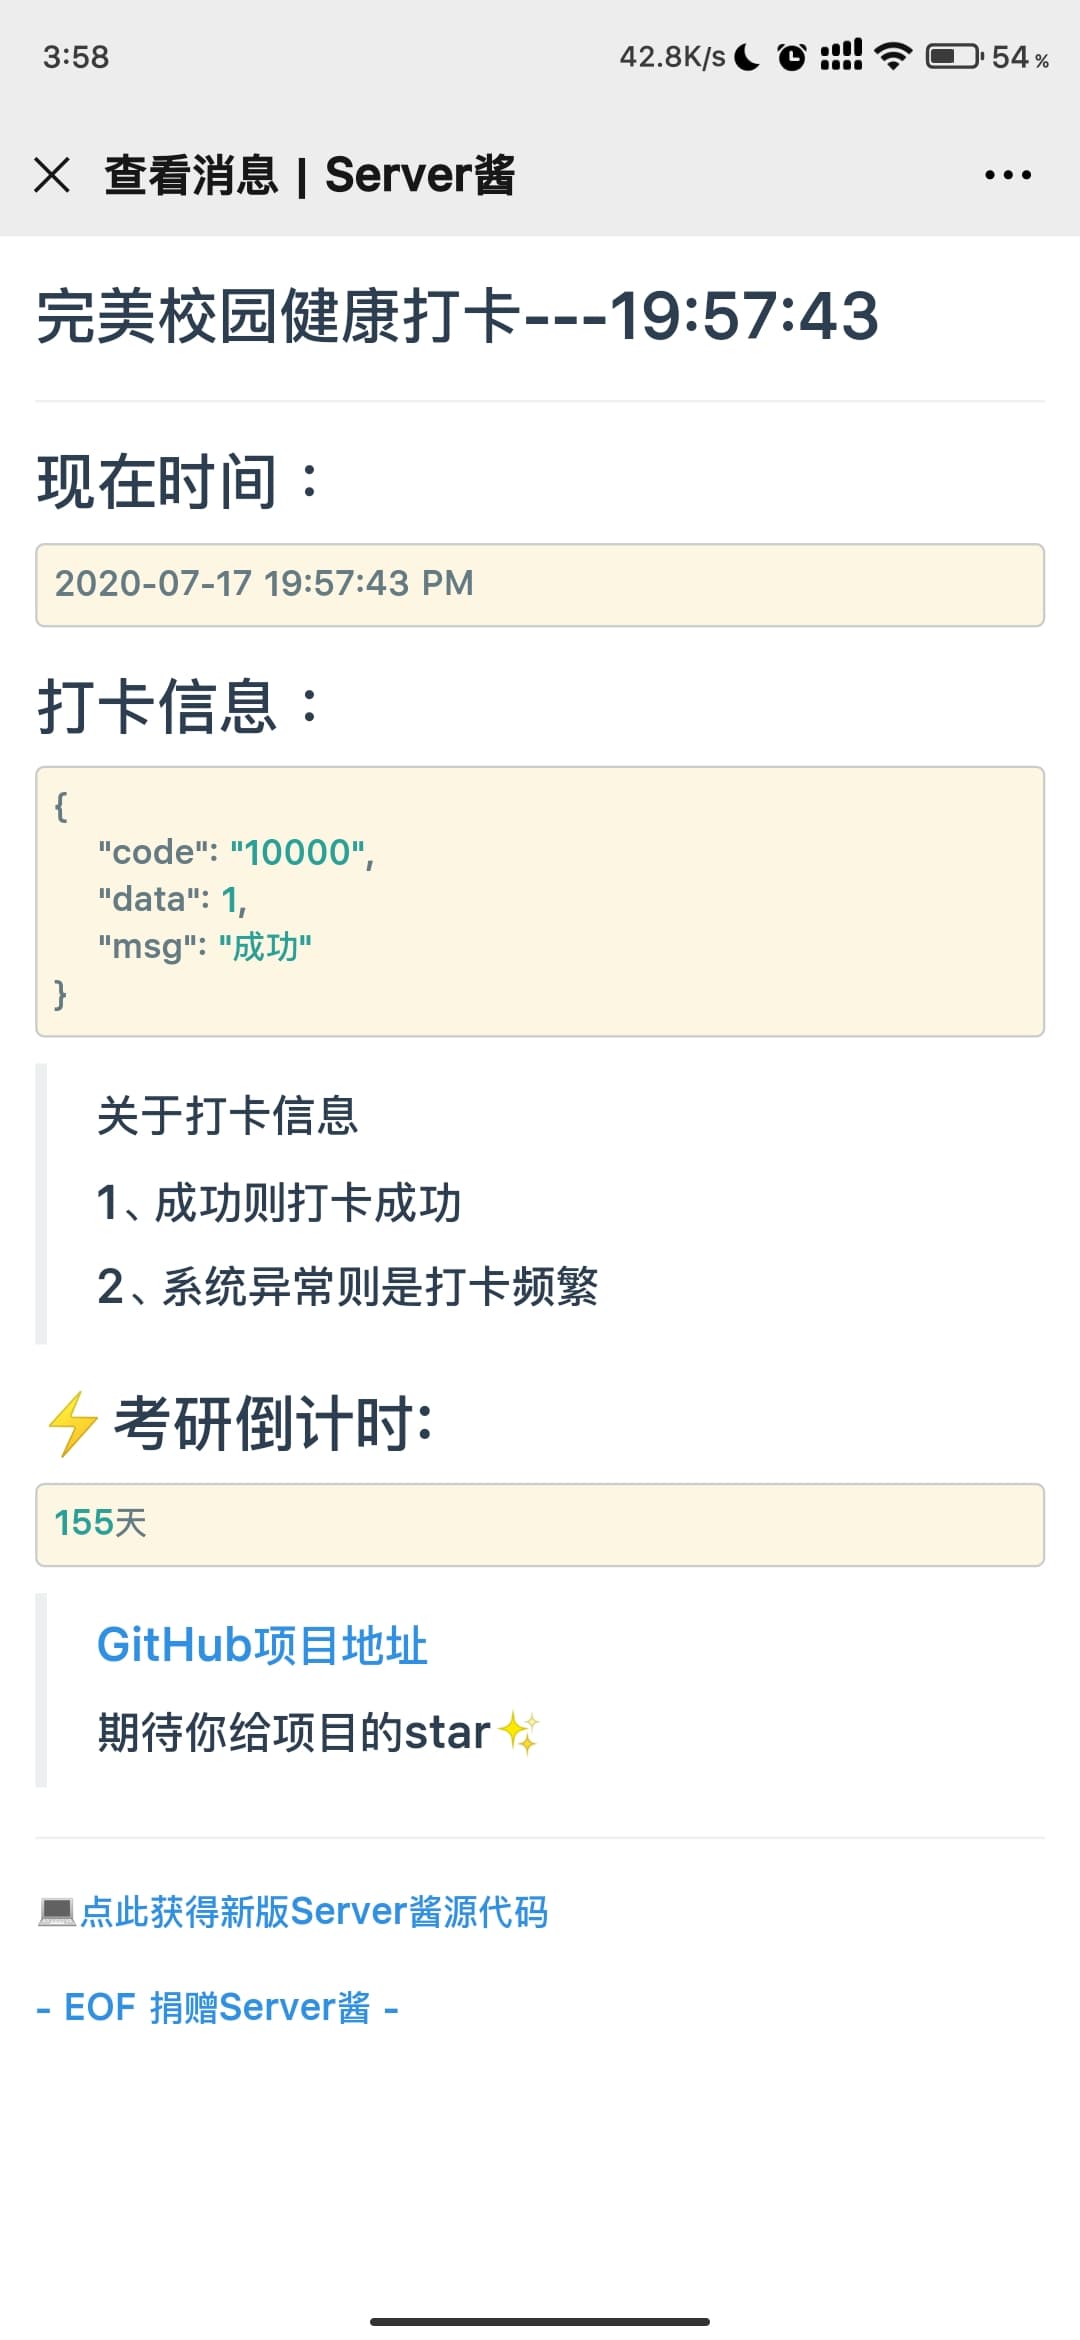 3:58
42.8K/s 54 %
查看消息 | Server酱
完美校园健康打卡---19:57:43
现在时间：
2020-07-17 19:57:43 PM
打卡信息：
{
"code": "10000",
"data": 1,
"msg": "成功"
}
关于打卡信息
1、成功则打卡成功
2、系统异常则是打卡频繁
⚡考研倒计时:
155天
GitHub项目地址
期待你给项目的star✨
💻点此获得新版Server酱源代码
- EOF 捐赠Server酱 -